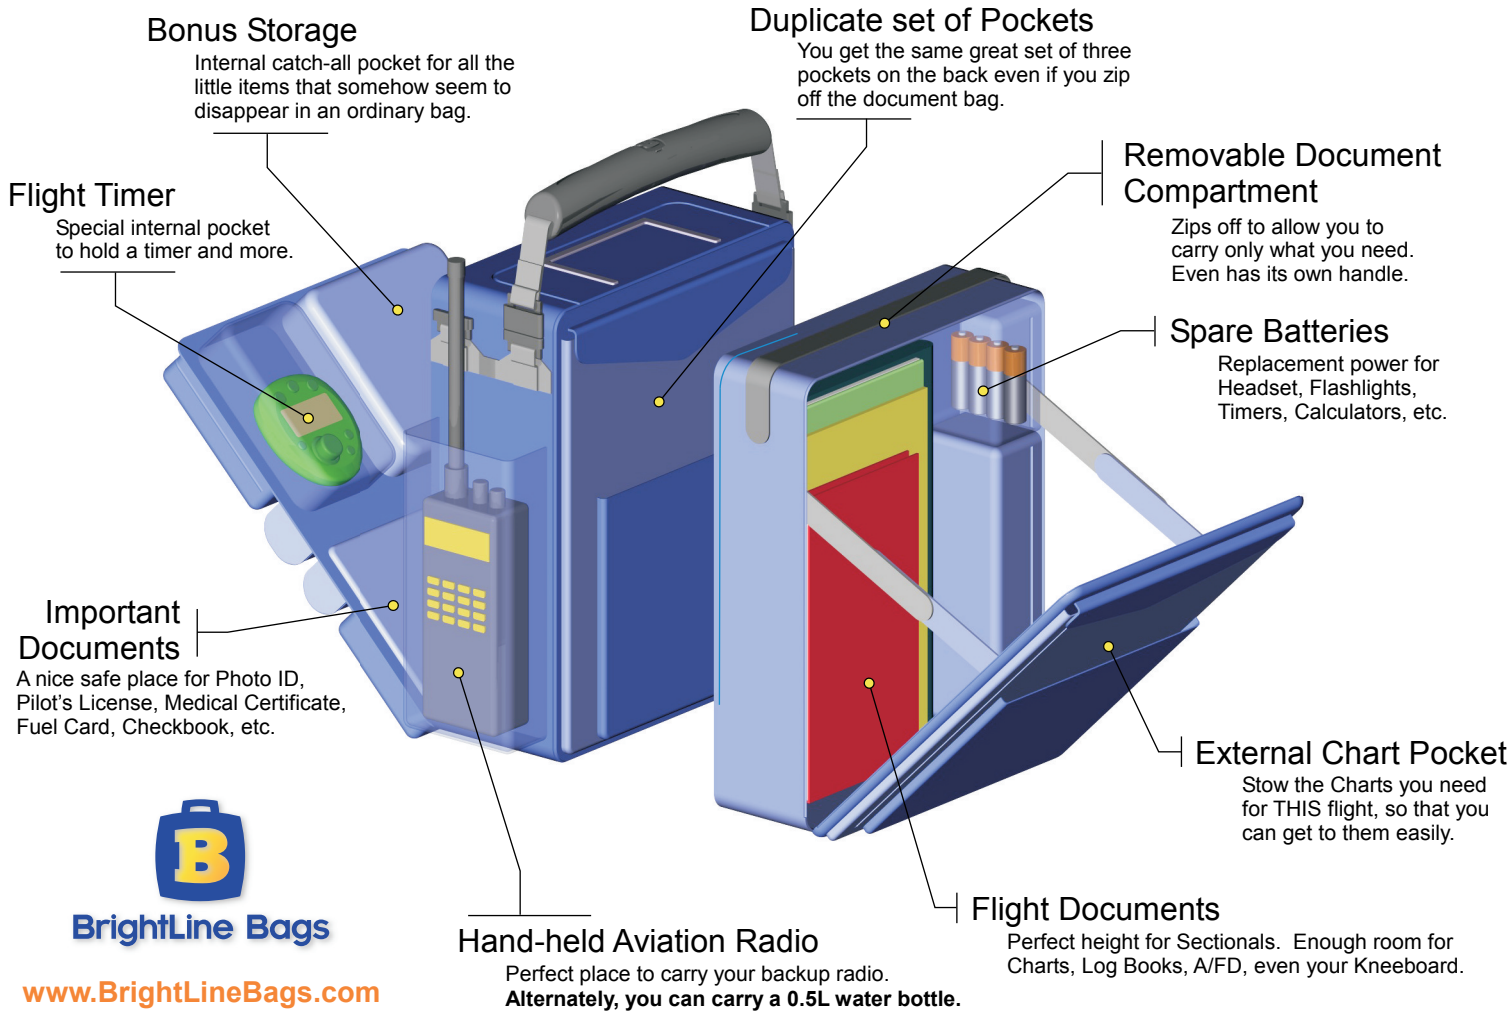 Bonus Storage
Internal catch-all pocket for all the
little items that somehow seem to
disappear in an ordinary bag.
Duplicate set of Pockets
You get the same great set of three
pockets on the back even if you zip
off the document bag.
Removable Document
Compartment
Zips off to allow you to
carry only what you need.
Even has its own handle.
Flight Timer
Special internal pocket
to hold a timer and more.
Spare Batteries
Replacement power for
Headset, Flashlights,
Timers, Calculators, etc.
Important
Documents
A nice safe place for Photo ID,
Pilot's License, Medical Certificate,
Fuel Card, Checkbook, etc.
External Chart Pocket
Stow the Charts you need
for THIS flight, so that you
can get to them easily.
B
BrightLine Bags
www.BrightLineBags.com
Hand-held Aviation Radio
Perfect place to carry your backup radio.
Alternately, you can carry a 0.5L water bottle.
Flight Documents
Perfect height for Sectionals.  Enough room for
Charts, Log Books, A/FD, even your Kneeboard.